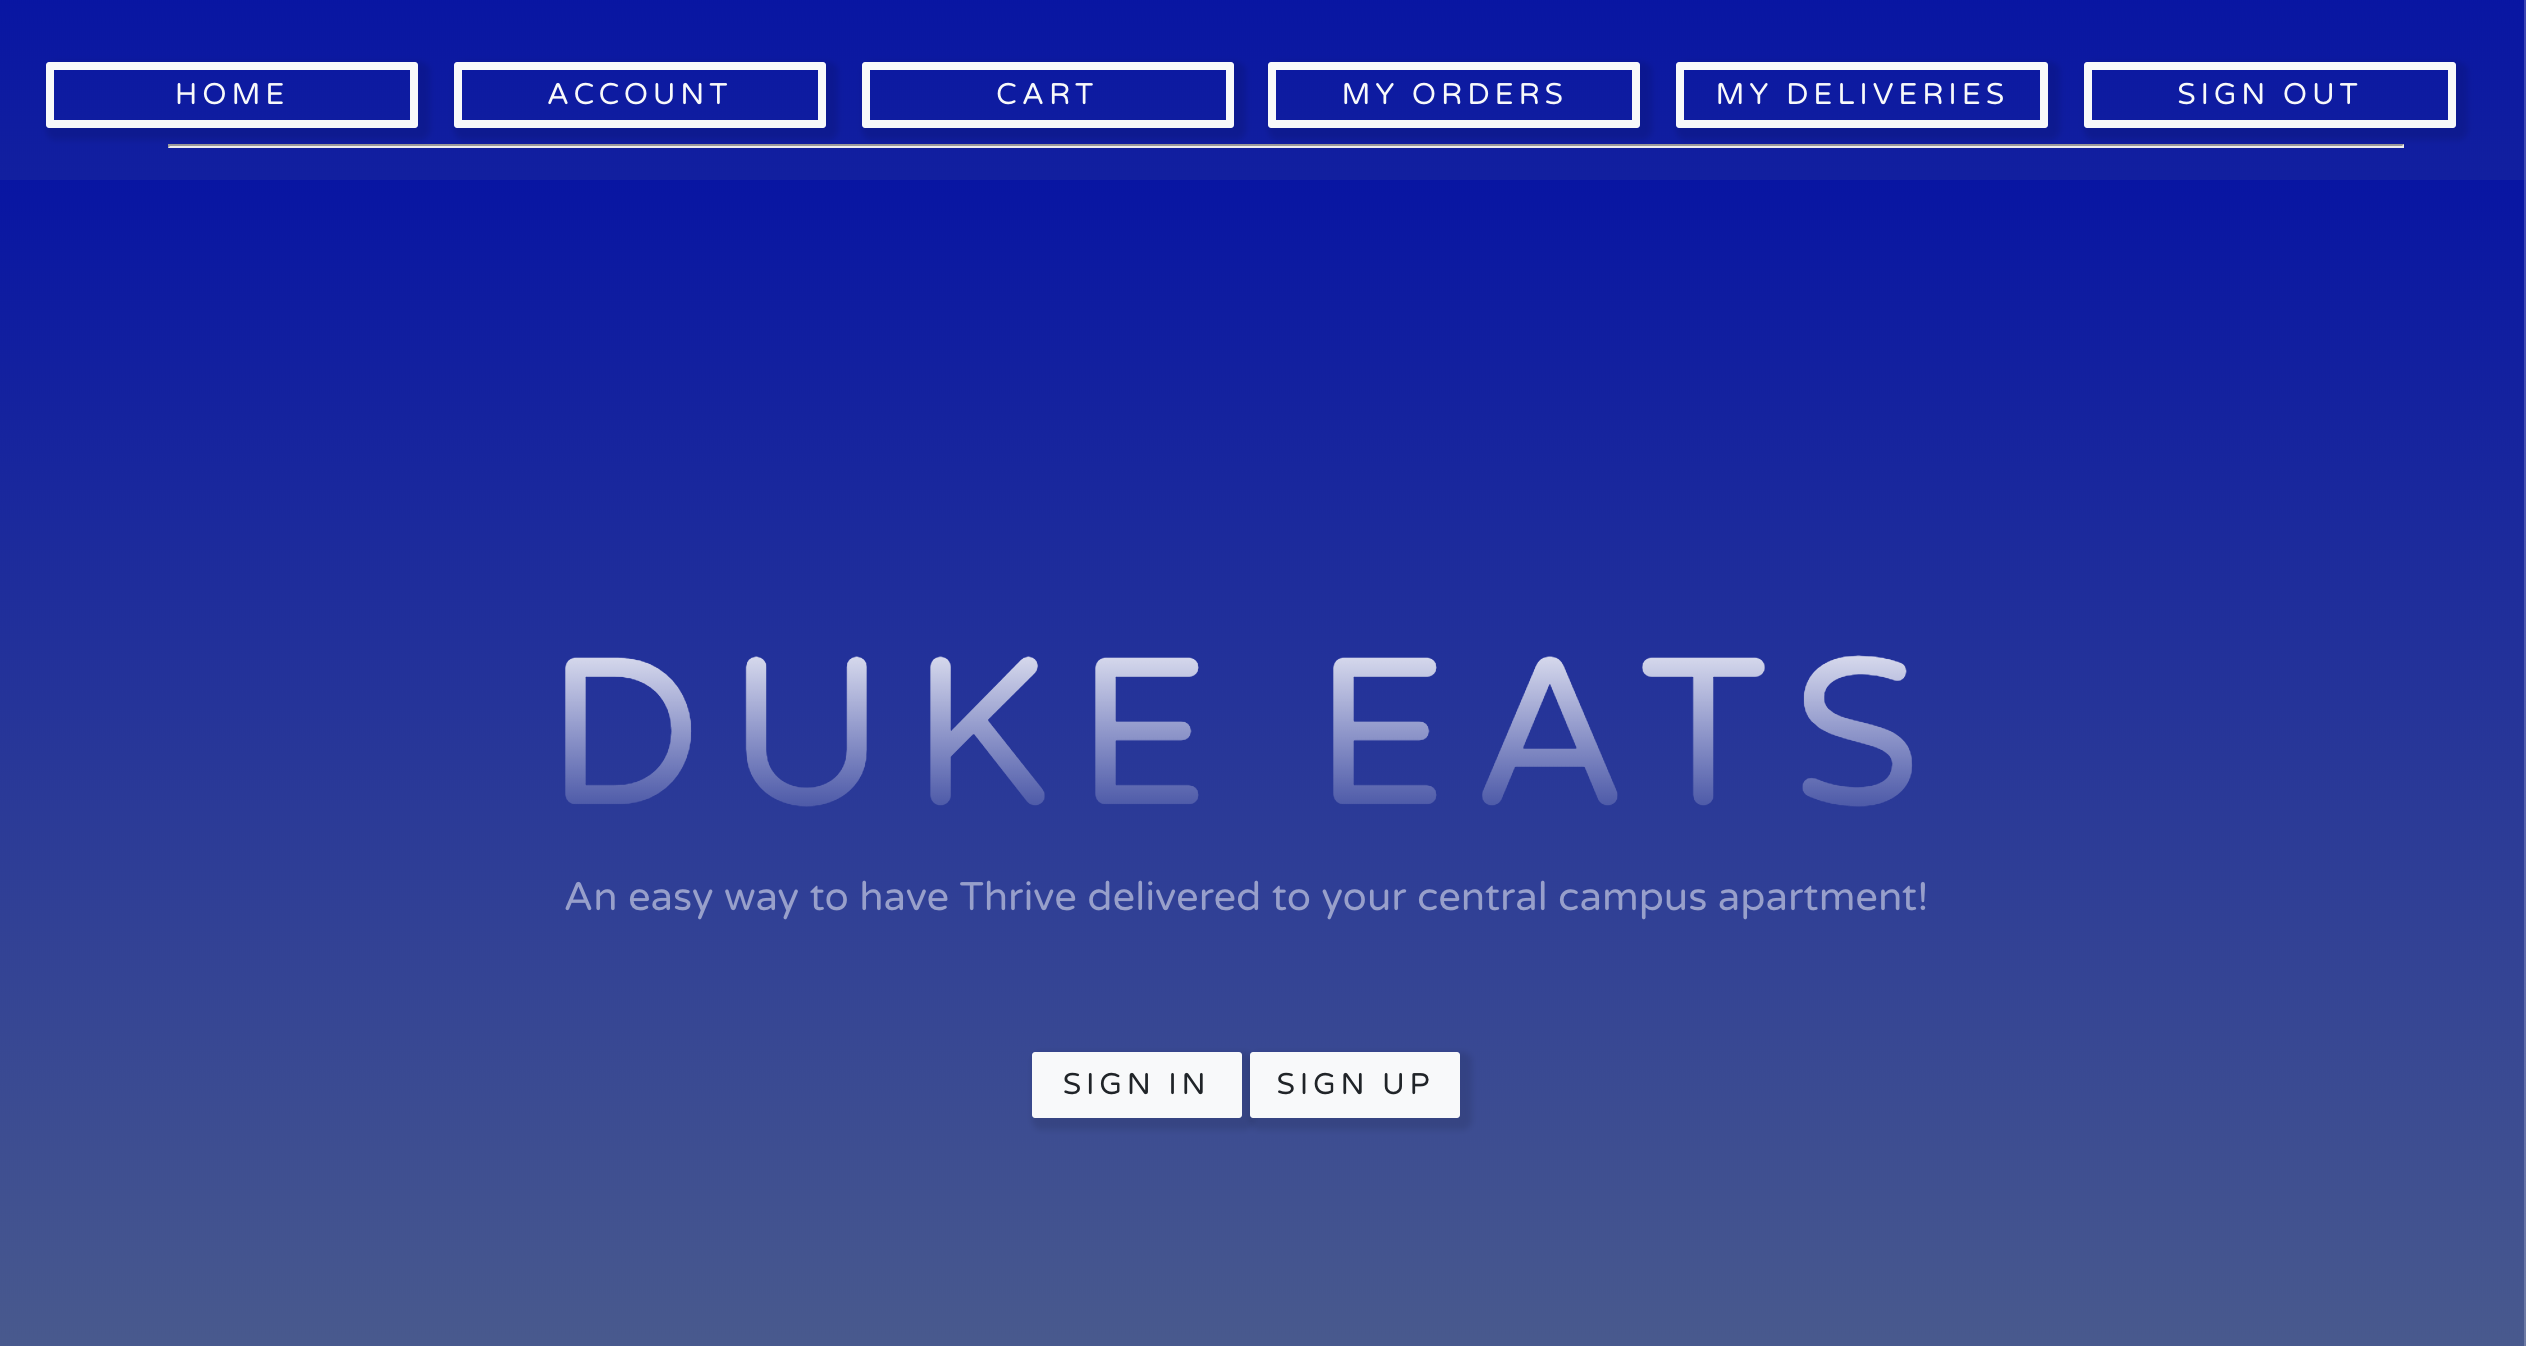 HOME ACCOUNT CART MY ORDERS MY DELIVERIES SIGN OUT
DUKE EATS
An easy way to have Thrive delivered to your central campus apartment!
SIGN IN SIGN UP